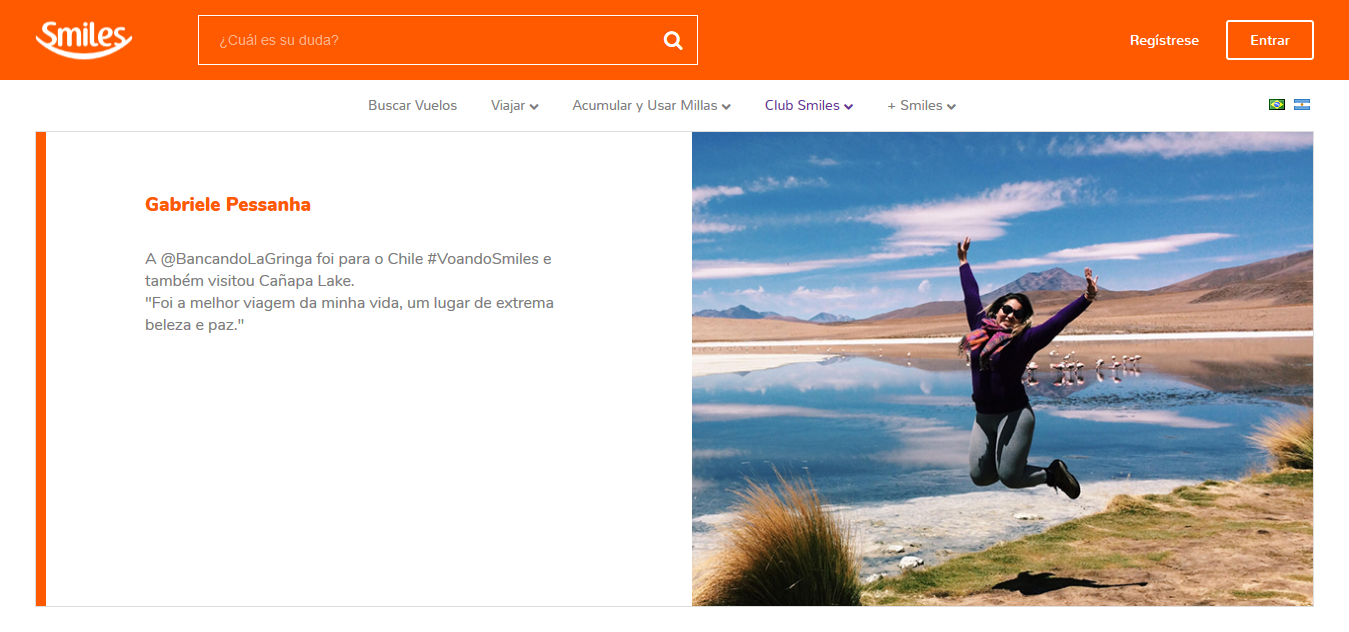 Smiles
¿Cuál es su duda?
Regístrese
Entrar
Buscar Vuelos
Viajar
Acumular y Usar Millas
Club Smiles
+ Smiles
Gabriele Pessanha
A @BancandoLaGringa foi para o Chile #VoandoSmiles e
também visitou Cañapa Lake.
"Foi a melhor viagem da minha vida, um lugar de extrema
beleza e paz."